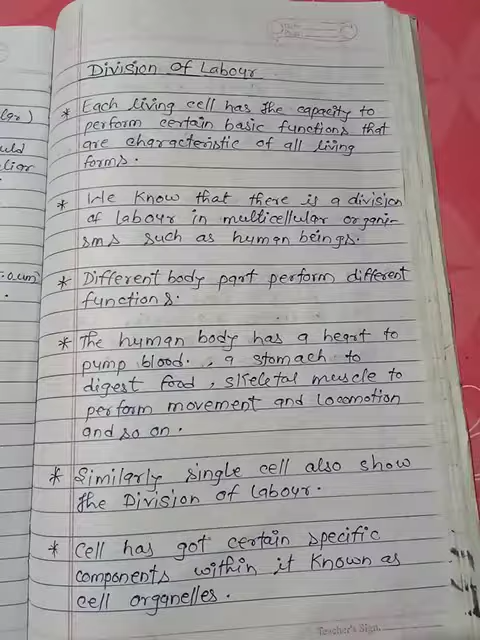 Division of Labour
* Each living cell has the capacity to
perform certain basic functions that
are characteristic of all living
forms.
* We know that there is a division
of labour in multicellular organi-
sms such as human beings.
* Different body part perform different
functions.
* The human body has a heart to
pump blood. , a stomach to
digest food, skeletal muscle to
perform movement and locomotion
and so on.
* Similarly single cell also show
the Division of labour.
* Cell has got certain specific
components within it known as
cell organelles.
Teacher's Sign.